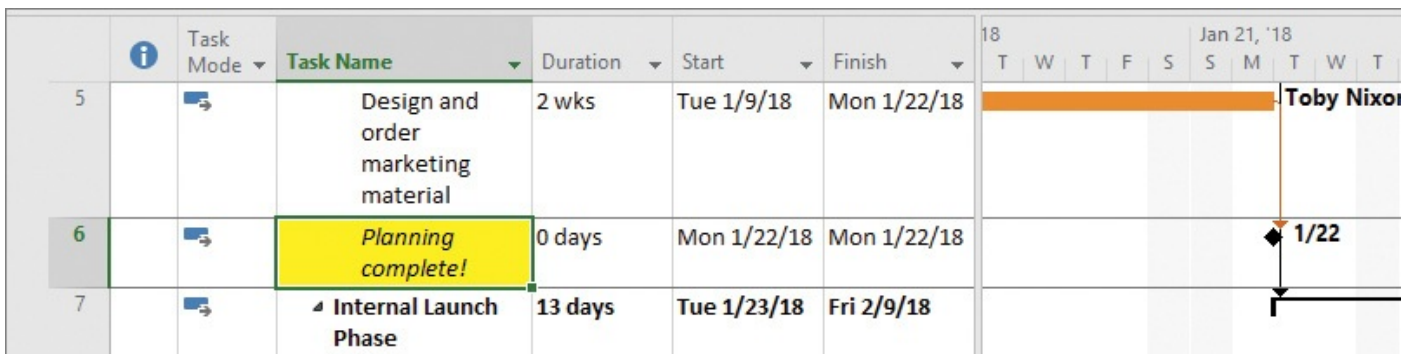 Task Mode Task Name Duration Start Finish
18 Jan 21, '18
T W T F S S M T W T
5 Design and 2 wks Tue 1/9/18 Mon 1/22/18 Toby
order
marketing
material
6 Planning 0 days Mon 1/22/18 Mon 1/22/18 1/22
complete!
7 Internal Launch 13 days Tue 1/23/18 Fri 2/9/18
Phase